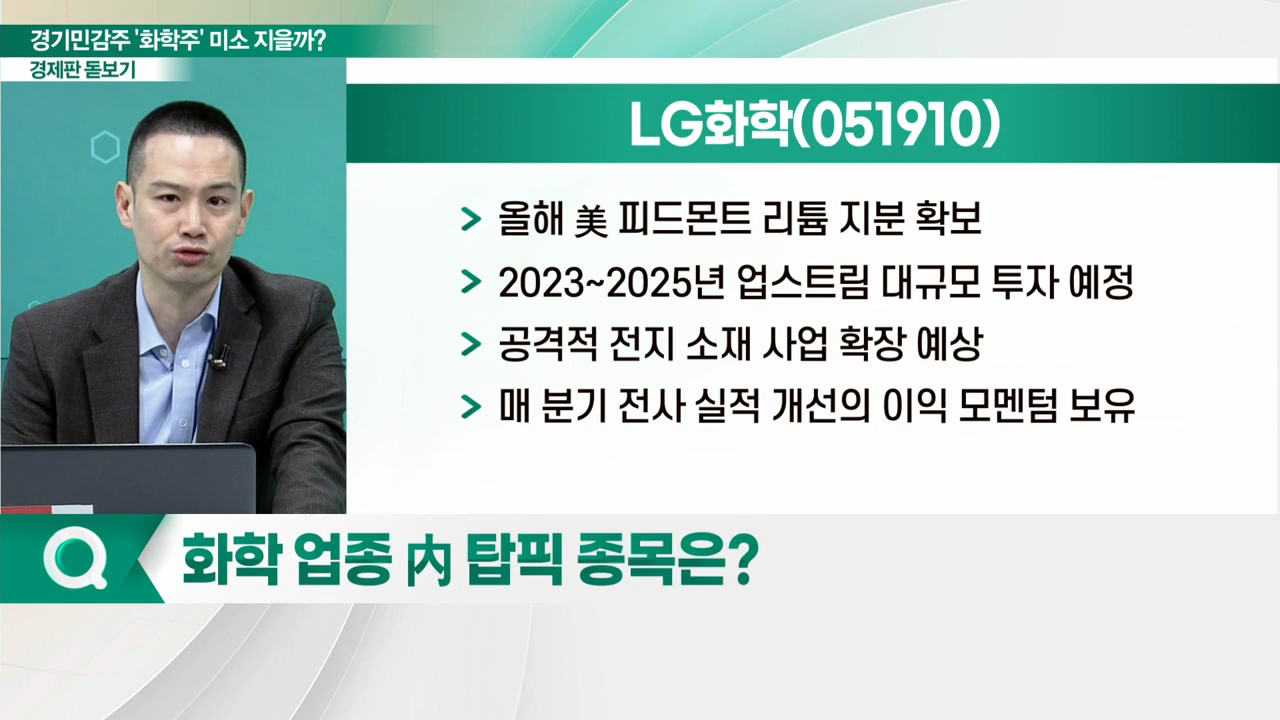 경기민감주 '화학주' 미소 지을까?
경제판 돋보기
LG화학(051910)
> 올해 美 피드몬트 리튬 지분 확보
> 2023~2025년 업스트림 대규모 투자 예정
> 공격적 전지 소재 사업 확장 예상
> 매 분기 전사 실적 개선의 이익 모멘텀 보유
Q 화학 업종 內 탑픽 종목은?